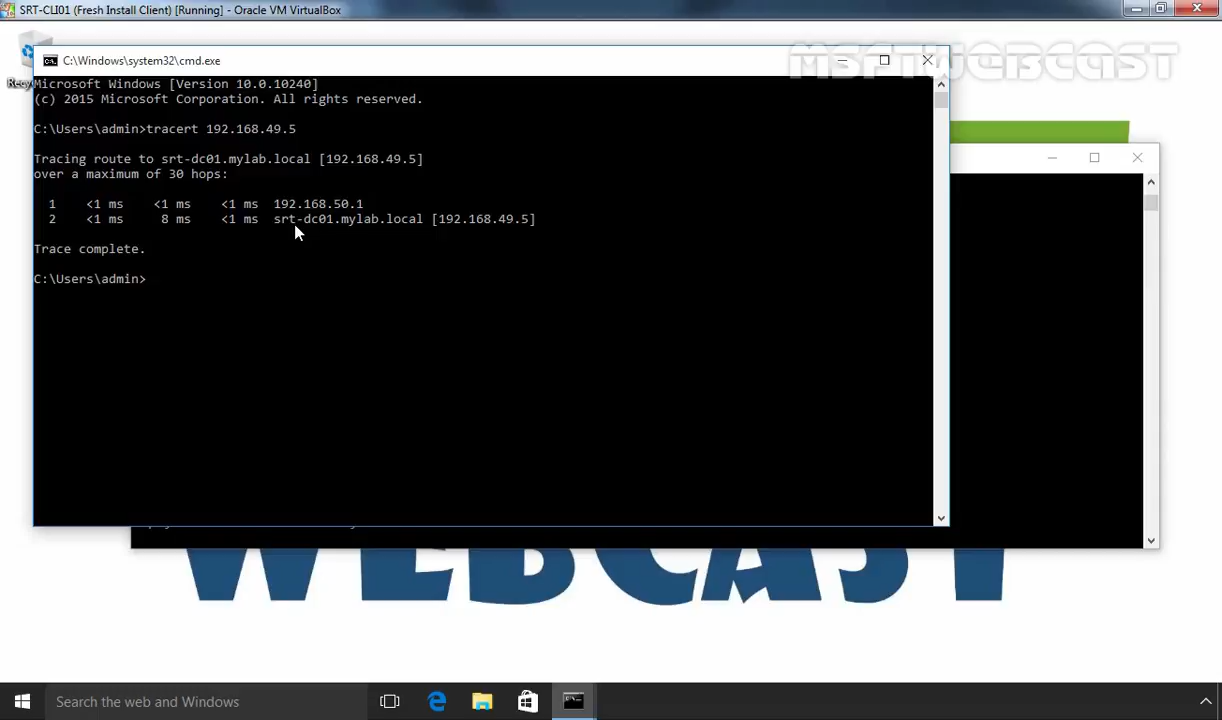 SRT-CLI01 (Fresh Install Client) [Running] - Oracle VM VirtualBox
MSFTWEBCAST
C:\Windows\system32\cmd.exe
Recy
Microsoft Windows [Version 10.0.10240]
(c) 2015 Microsoft Corporation. All rights reserved.
C:\Users\admin>tracert 192.168.49.5
Tracing route to srt-dc01.mylab.local [192.168.49.5]
over a maximum of 30 hops:
1 <1 ms <1 ms <1 ms 192.168.50.1
2 <1 ms 8 ms <1 ms srt-dc01.mylab.local [192.168.49.5]
Trace complete.
C:\Users\admin>
WEBCAST
Search the web and Windows